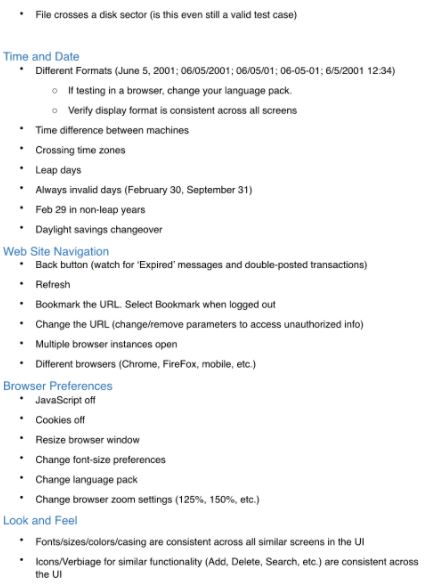 • File crosses a disk sector (is this even still a valid test case)
Time and Date
• Different Formats (June 5, 2001; 06/05/2001; 06/05/01; 06-05-01; 6/5/2001 12:34)
○ If testing in a browser, change your language pack.
○ Verify display format is consistent across all screens
• Time difference between machines
• Crossing time zones
• Leap days
• Always invalid days (February 30, September 31)
• Feb 29 in non-leap years
• Daylight savings changeover
Web Site Navigation
• Back button (watch for ‘Expired’ messages and double-posted transactions)
• Refresh
• Bookmark the URL. Select Bookmark when logged out
• Change the URL (change/remove parameters to access unauthorized info)
• Multiple browser instances open
• Different browsers (Chrome, FireFox, mobile, etc.)
Browser Preferences
• JavaScript off
• Cookies off
• Resize browser window
• Change font-size preferences
• Change language pack
• Change browser zoom settings (125%, 150%, etc.)
Look and Feel
• Fonts/sizes/colors/casing are consistent across all similar screens in the UI
• Icons/Verbiage for similar functionality (Add, Delete, Search, etc.) are consistent across
the UI